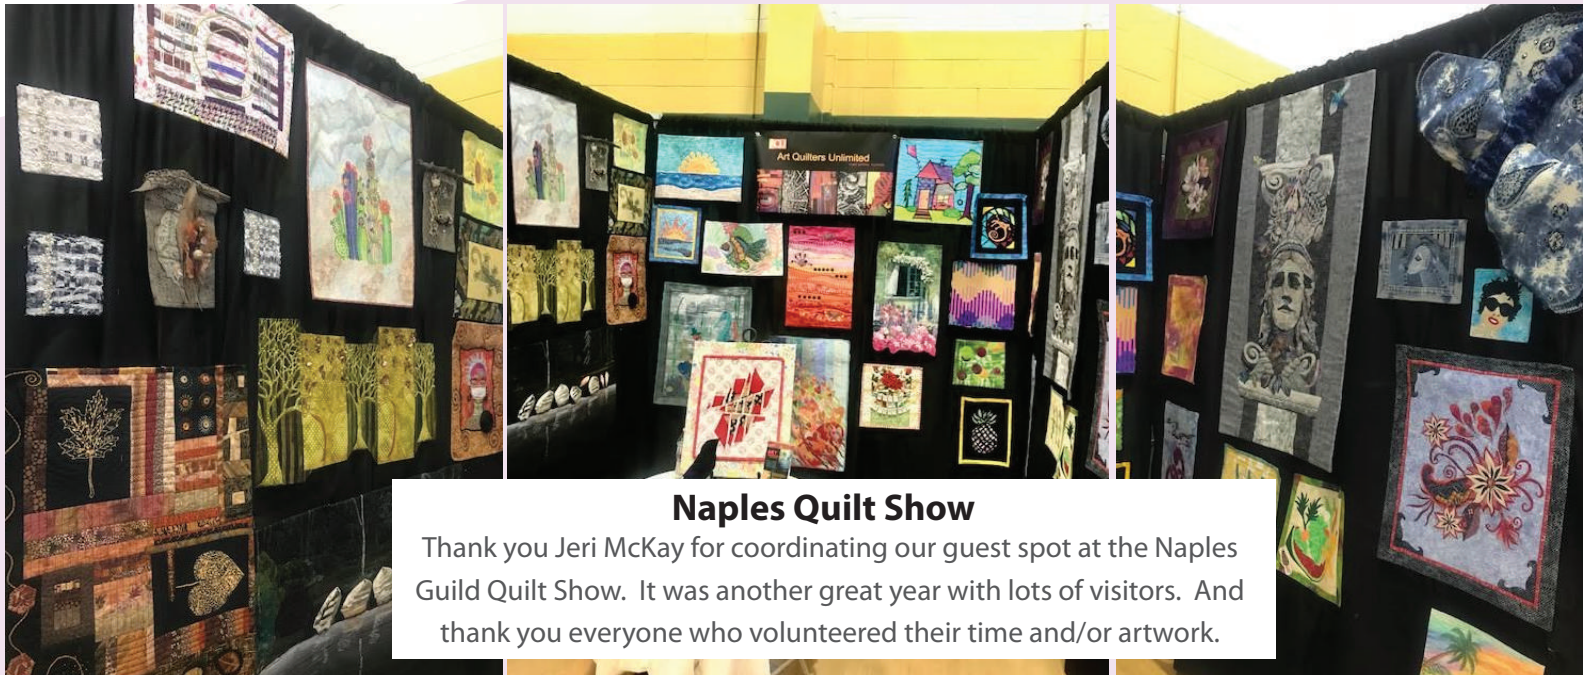 Art Quilters Unlimited
Naples Quilt Show
Thank you Jeri McKay for coordinating our guest spot at the Naples
Guild Quilt Show.  It was another great year with lots of visitors.  And
thank you everyone who volunteered their time and/or artwork.